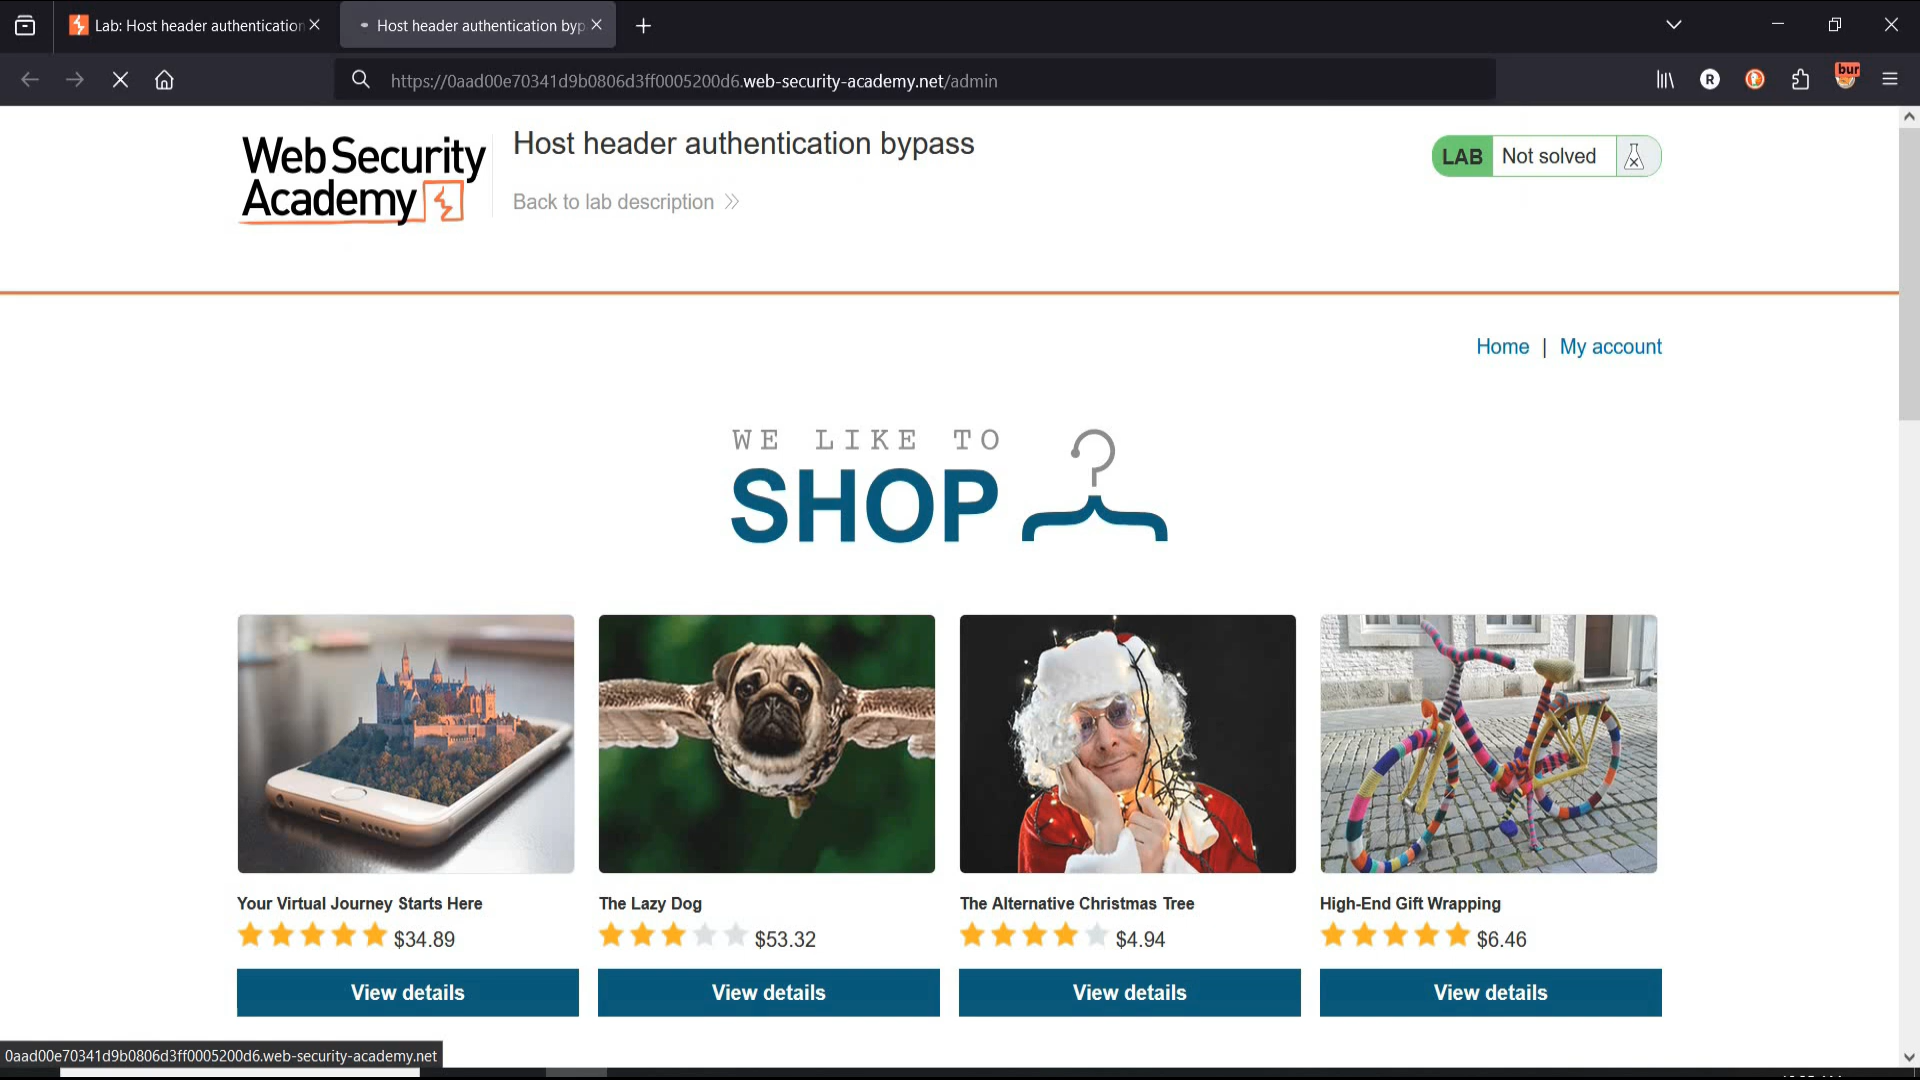 Lab: Host header authentication
Host header authentication byp
https://0aad00e70341d9b0806d3ff0005200d6.web-security-academy.net/admin
R
bur
Web Security
Academy
Host header authentication bypass
Back to lab description
LAB Not solved
Home | My account
WE LIKE TO
SHOP
Your Virtual Journey Starts Here
$34.89
View details
The Lazy Dog
$53.32
View details
The Alternative Christmas Tree
$4.94
View details
High-End Gift Wrapping
$6.46
View details
0aad00e70341d9b0806d3ff0005200d6.web-security-academy.net